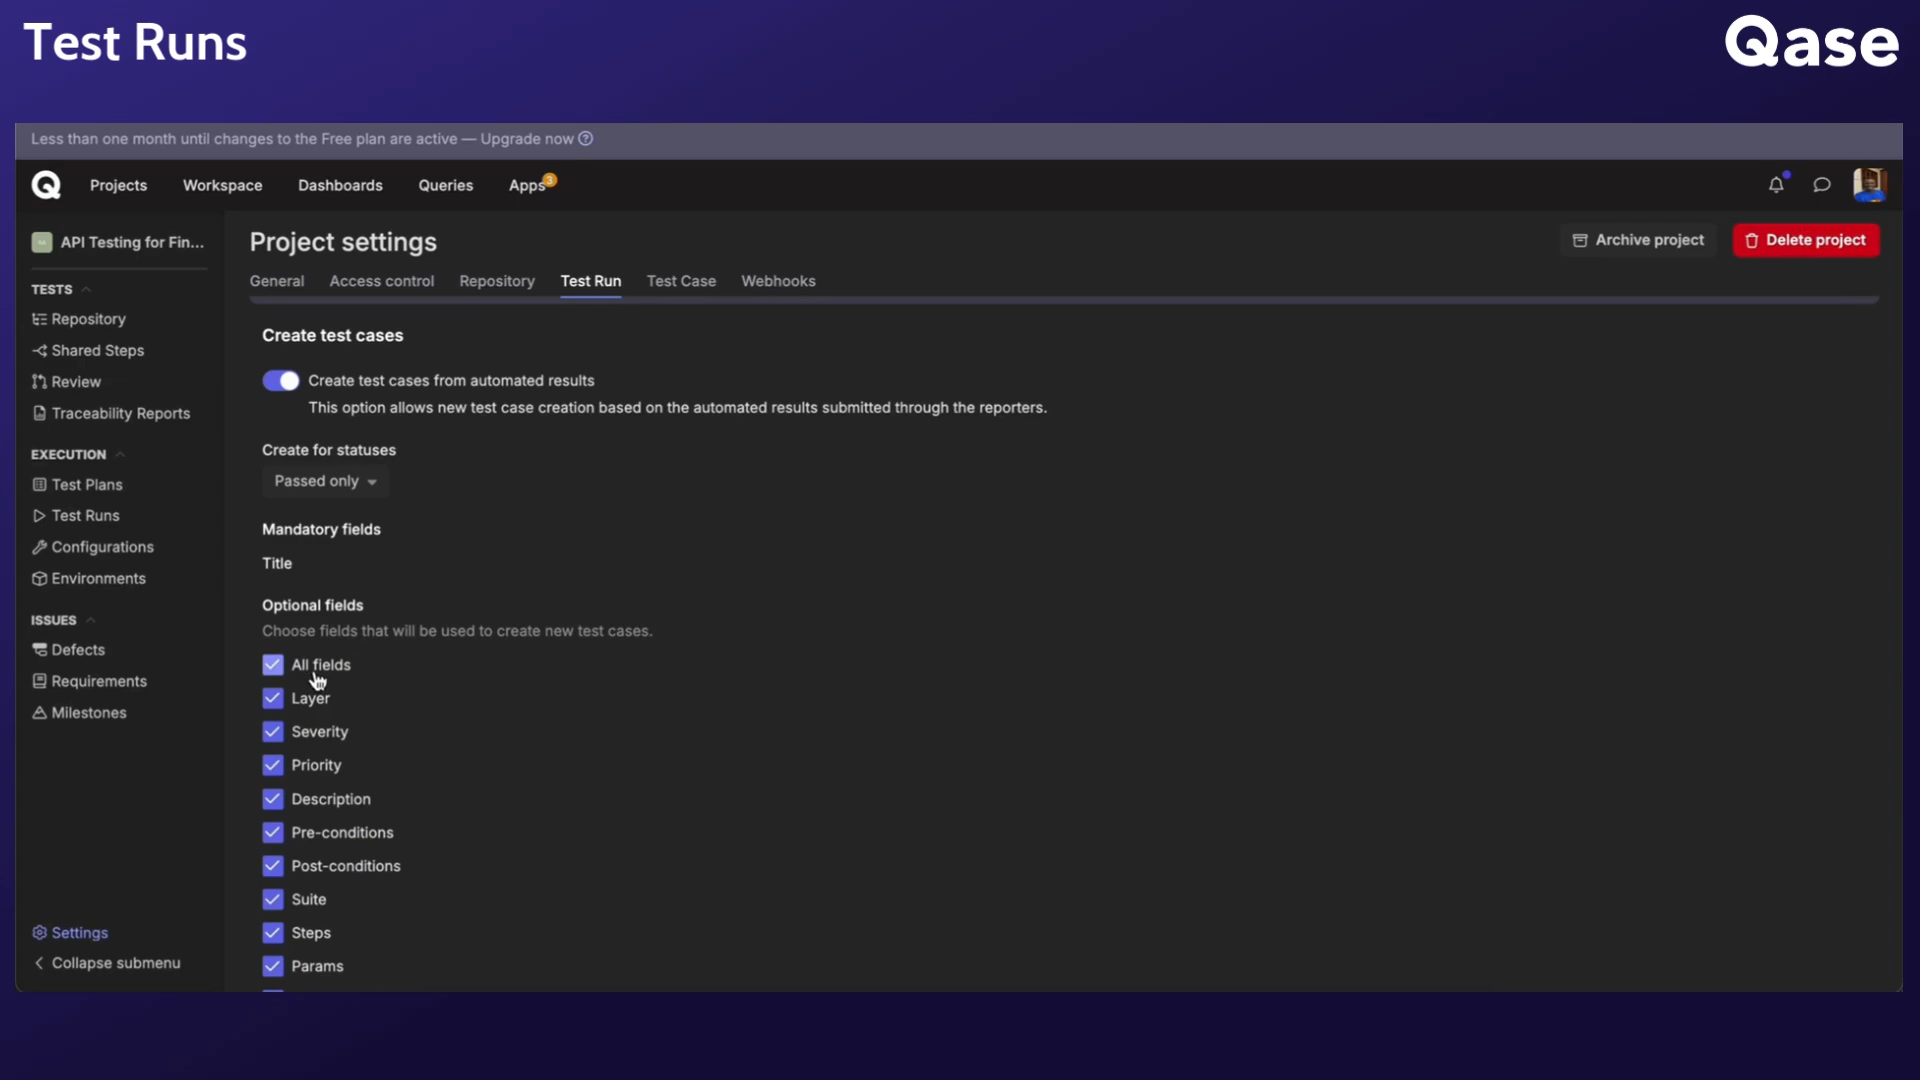 Test Runs
Qase
Less than one month until changes to the Free plan are active — Upgrade now
Projects
Workspace
Dashboards
Queries
Apps
3
API Testing for Fin...
TESTS
Repository
Shared Steps
Review
Traceability Reports
EXECUTION
Test Plans
Test Runs
Configurations
Environments
ISSUES
Defects
Requirements
Milestones
Settings
Collapse submenu
Project settings
Archive project
Delete project
General
Access control
Repository
Test Run
Test Case
Webhooks
Create test cases
Create test cases from automated results
This option allows new test case creation based on the automated results submitted through the reporters.
Create for statuses
Passed only
Mandatory fields
Title
Optional fields
Choose fields that will be used to create new test cases.
All fields
Layer
Severity
Priority
Description
Pre-conditions
Post-conditions
Suite
Steps
Params